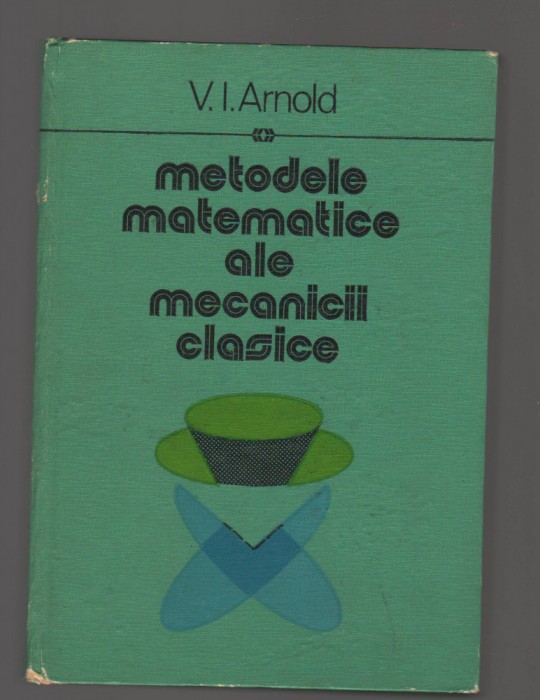 V. I. Arnold
metodele
matematice
ale
mecanicii
clasice